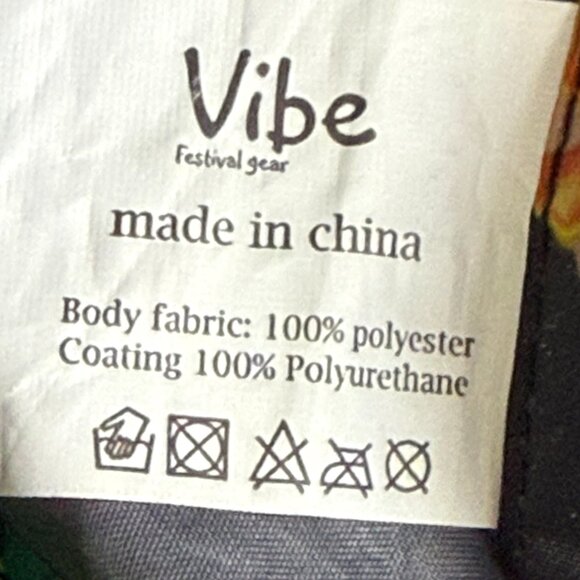 Vibe
Festival gear
made in china
Body fabric: 100% polyester
Coating 100% Polyurethane